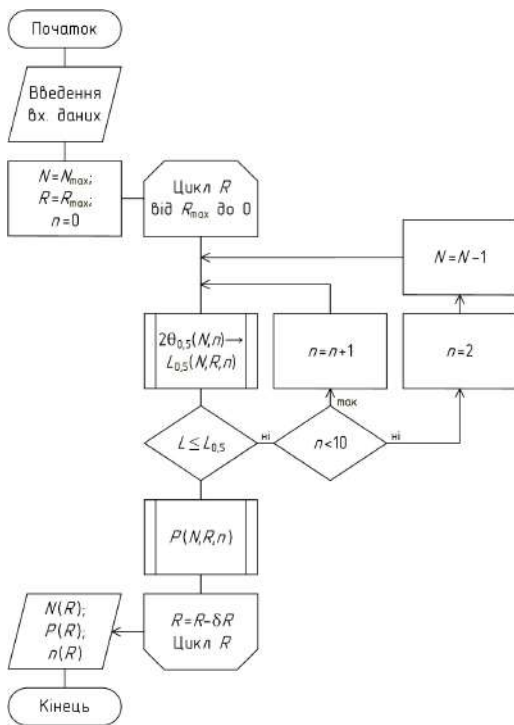 Початок
Введення
вх. даних
N=Nmax;
R=Rmax;
n=0
Цикл R
від Rmax до 0
N=N-1
2θ0,5(N,n)→
L0,5(N,R,n)
n=n+1
n=2
L≤L0,5
ні
так
n<10
ні
P(N,R,n)
N(R);
P(R);
n(R)
R=R-δR
Цикл R
Кінець